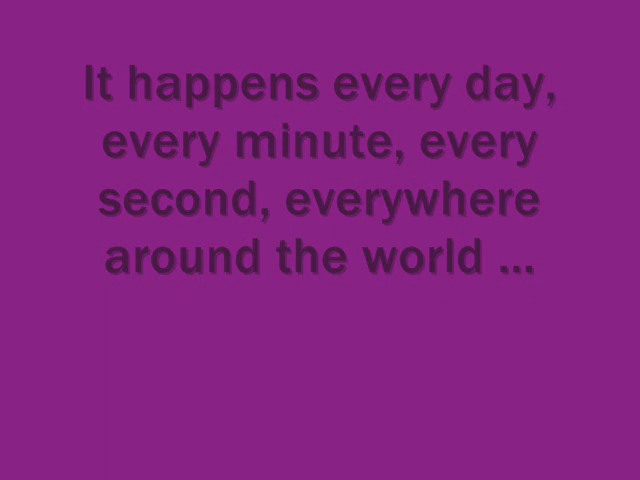 It happens every day,
every minute, every
second, everywhere
around the world ...